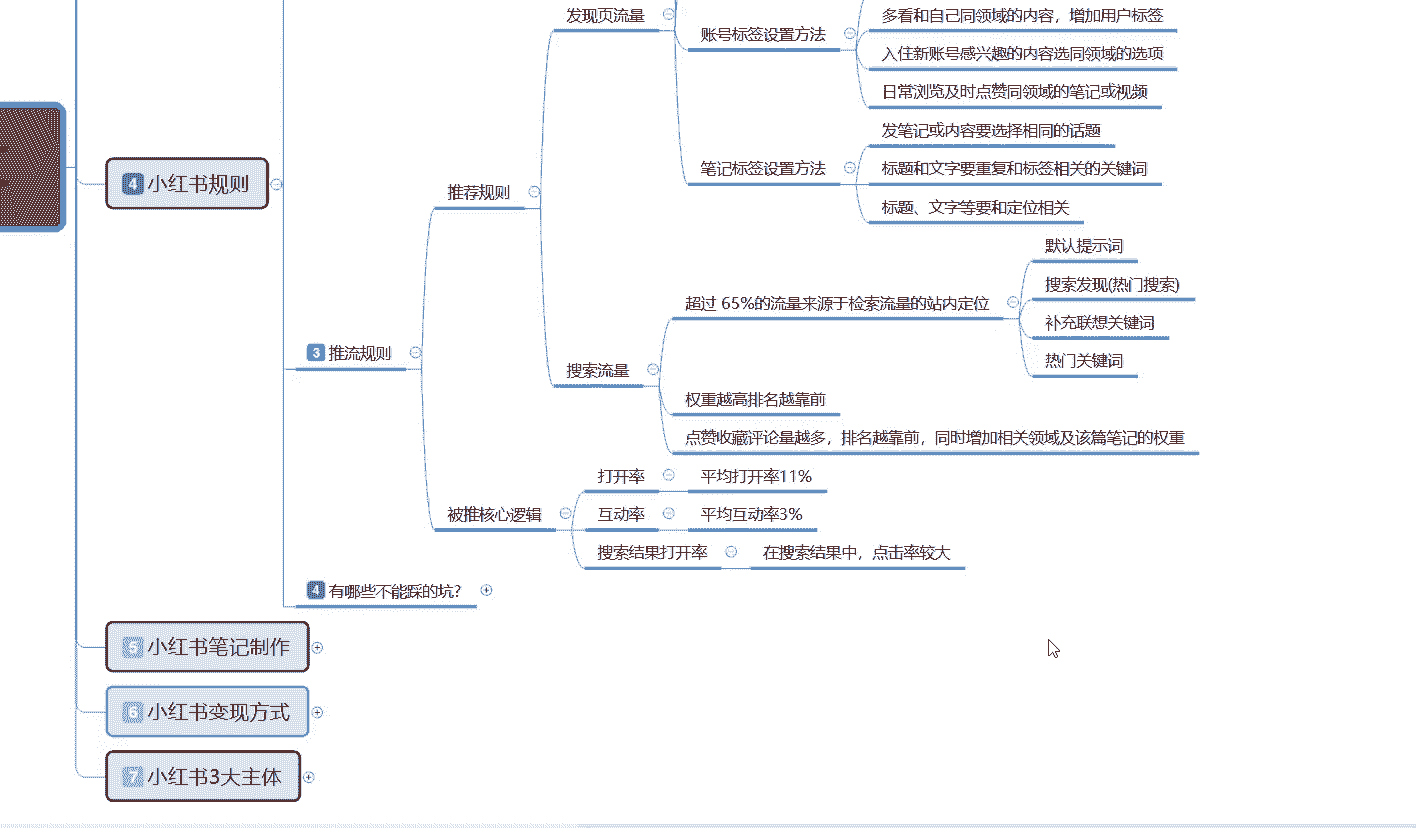 发现页流量
账号标签设置方法
多看和自己同领域的内容，增加用户标签
入住新账号感兴趣的内容选同领域的选项
日常浏览及时点赞同领域的笔记或视频
笔记标签设置方法
发笔记或内容要选择相同的话题
标题和文字要重复和标签相关的关键词
标题、文字等要和定位相关
4 小红书规则
推荐规则
3 推流规则
搜索流量
超过 65%的流量来源于检索流量的站内定位
默认提示词
搜索发现(热门搜索)
补充联想关键词
热门关键词
权重越高排名越靠前
点赞收藏评论量越多，排名越靠前，同时增加相关领域及该篇笔记的权重
被推核心逻辑
打开率
平均打开率11%
互动率
平均互动率3%
搜索结果打开率
在搜索结果中，点击率较大
4 有哪些不能踩的坑?
5 小红书笔记制作
6 小红书变现方式
7 小红书3大主体